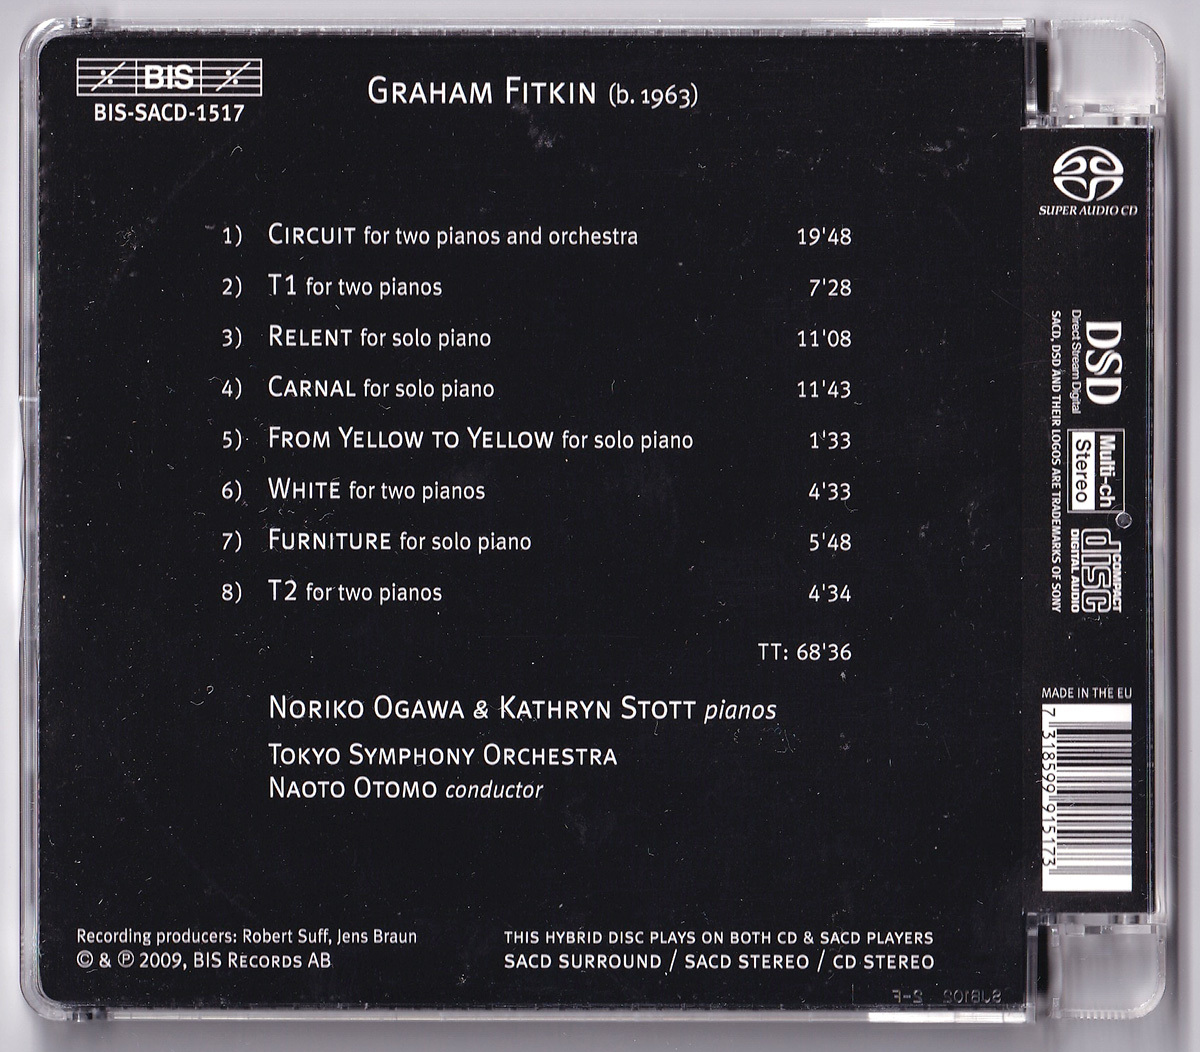 BIS
BIS-SACD-1517
GRAHAM FITKIN (b. 1963)
1) CIRCUIT for two pianos and orchestra 19'48
2) T1 for two pianos 7'28
3) RELENT for solo piano 11'08
4) CARNAL for solo piano 11'43
5) FROM YELLOW TO YELLOW for solo piano 1'33
6) WHITE for two pianos 4'33
7) FURNITURE for solo piano 5'48
8) T2 for two pianos 4'34
TT: 68'36
NORIKO OGAWA & KATHRYN STOTT pianos
TOKYO SYMPHONY ORCHESTRA
NAOTO OTOMO conductor
Recording producers: Robert Suff, Jens Braun
© & ℗ 2009, BIS RECORDS AB
THIS HYBRID DISC PLAYS ON BOTH CD & SACD PLAYERS
SACD SURROUND / SACD STEREO / CD STEREO
SUPER AUDIO CD
DSD
Direct Stream Digital
SACD, DSD AND THEIR LOGOS ARE TRADEMARKS OF SONY
Multi-ch
Stereo
COMPACT
disc
DIGITAL AUDIO
MADE IN THE EU
7 318599 915173